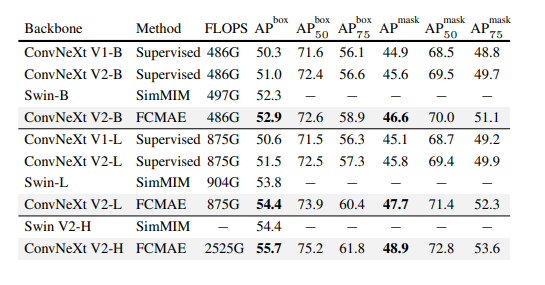 Backbone Method FLOPS AP^box AP^box_50 AP^box_75 AP^mask AP^mask_50 AP^mask_75
ConvNeXt V1-B Supervised 486G 50.3 71.6 56.1 44.9 68.5 48.8
ConvNeXt V2-B Supervised 486G 51.0 72.4 56.6 45.6 69.5 49.7
Swin-B SimMIM 497G 52.3 — — — — —
ConvNeXt V2-B FCMAE 486G 52.9 72.6 58.9 46.6 70.0 51.1
ConvNeXt V1-L Supervised 875G 50.6 71.5 56.3 45.1 68.7 49.2
ConvNeXt V2-L Supervised 875G 51.5 72.5 57.3 45.8 69.4 49.9
Swin-L SimMIM 904G 53.8 — — — — —
ConvNeXt V2-L FCMAE 875G 54.4 73.9 60.4 47.7 71.4 52.3
Swin V2-H SimMIM — 54.4 — — — — —
ConvNeXt V2-H FCMAE 2525G 55.7 75.2 61.8 48.9 72.8 53.6